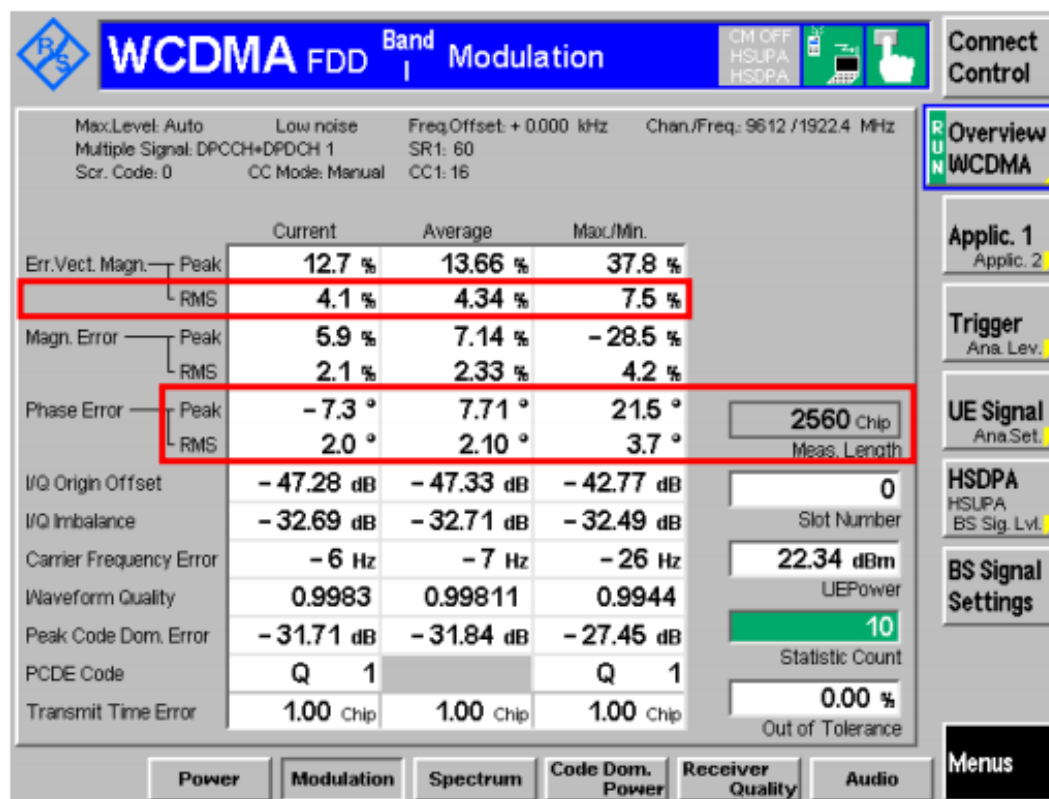 R S
WCDMA FDD Band I Modulation
CM OFF
HSUPA
HSDPA
Connect
Control
Max.Level: Auto Low noise Freq.Offset: + 0.000 kHz Chan./Freq.: 9612 / 1922.4 MHz
Multiple Signal: DPCCH+DPDCH 1 SR1: 60
Scr. Code: 0 CC Mode: Manual CC1: 16
RUN
Overview
WCDMA
Current Average Max./Min.
Err.Vect. Magn. Peak 12.7 % 13.66 % 37.8 %
RMS 4.1 % 4.34 % 7.5 %
Magn. Error Peak 5.9 % 7.14 % - 28.5 %
RMS 2.1 % 2.33 % 4.2 %
Phase Error Peak - 7.3 ° 7.71 ° 21.5 °
RMS 2.0 ° 2.10 ° 3.7 °
I/Q Origin Offset - 47.28 dB - 47.33 dB - 42.77 dB
I/Q Imbalance - 32.69 dB - 32.71 dB - 32.49 dB
Carrier Frequency Error - 6 Hz - 7 Hz - 26 Hz
Waveform Quality 0.9983 0.99811 0.9944
Peak Code Dom. Error - 31.71 dB - 31.84 dB - 27.45 dB
PCDE Code Q 1 Q 1
Transmit Time Error 1.00 Chip 1.00 Chip 1.00 Chip
2560 Chip
Meas. Length
0
Slot Number
22.34 dBm
UEPower
10
Statistic Count
0.00 %
Out of Tolerance
Applic. 1
Applic. 2
Trigger
Ana. Lev.
UE Signal
Ana.Set.
HSDPA
HSUPA
BS Sig. Lvl.
BS Signal
Settings
Menus
Power
Modulation
Spectrum
Code Dom.
Power
Receiver
Quality
Audio